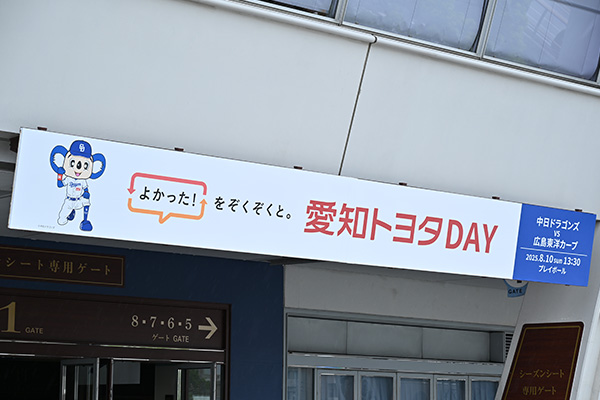 よかった！をぞくぞくと。
愛知トヨタDAY
中日ドラゴンズ
VS
広島東洋カープ
2025.8.10 SUN 13:30
プレイボール
シート専用ゲート
1 GATE
8・7・6・5 →
ゲート GATE
GATE
シーズンシート
専用ゲート